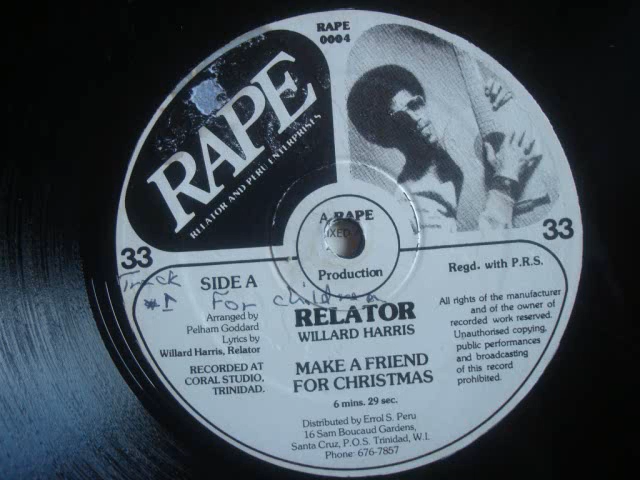 RAPE
0004
RAPE
RELATOR AND PERU ENTERPRISES
33
33
A RAPE
Production
Regd. with P.R.S.
Track
#1
For children
SIDE A
Arranged by
Pelham Goddard
Lyrics by
Willard Harris, Relator
RECORDED AT
CORAL STUDIO,
TRINIDAD.
RELATOR
WILLARD HARRIS
MAKE A FRIEND
FOR CHRISTMAS
6 mins. 29 sec.
Distributed by Errol S. Peru
16 Sam Boucaud Gardens,
Santa Cruz, P.O.S. Trinidad, W.I.
Phone: 676-7857
All rights of the manufacturer
and of the owner of
recorded work reserved.
Unauthorised copying,
public performances
and broadcasting
of this record
prohibited.